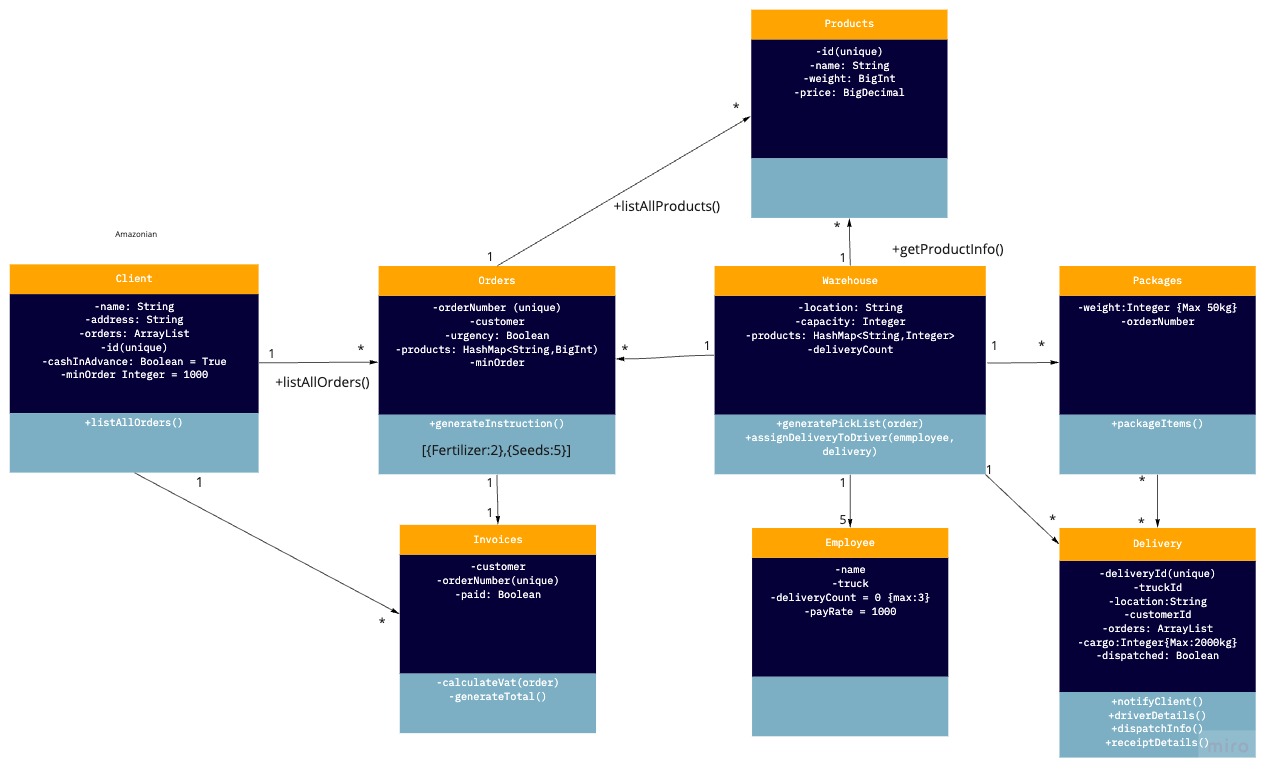 Products
-id(unique)
-name: String
-weight: BigInt
-price: BigDecimal
*
+listAllProducts()
1
*
+getProductInfo()
1
Amazonian
Client
-name: String
-address: String
-orders: ArrayList
-id(unique)
-cashInAdvance: Boolean = True
-minOrder Integer = 1000
+listAllOrders()
1
*
+listAllOrders()
Orders
-orderNumber (unique)
-customer
-urgency: Boolean
-products: HashMap<String,BigInt)
-minOrder
+generateInstruction()
[{Fertilizer:2},{Seeds:5}]
*
1
Warehouse
-location: String
-capacity: Integer
-products: HashMap<String,Integer>
-deliveryCount
+generatePickList(order)
+assignDeliveryToDriver(emmployee,
delivery)
1
*
Packages
-weight:Integer {Max 50kg}
-orderNumber
+packageItems()
1
*
1
1
Invoices
-customer
-orderNumber(unique)
-paid: Boolean
-calculateVat(order)
-generateTotal()
1
5
Employee
-name
-truck
-deliveryCount = 0 {max:3}
-payRate = 1000
1
*
*
*
Delivery
-deliveryId(unique)
-truckId
-location:String
-customerId
-orders: ArrayList
-cargo:Integer{Max:2000kg}
-dispatched: Boolean
+notifyClient()
+driverDetails()
+dispatchInfo()
+receiptDetails()
miro